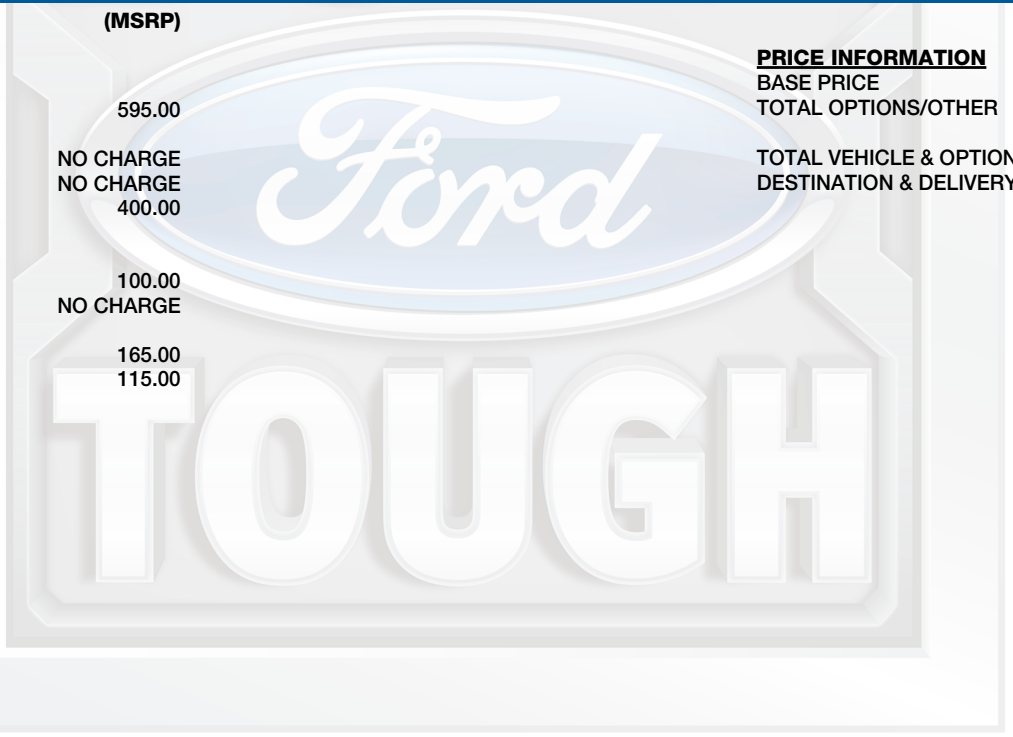 (MSRP)
595.00
NO CHARGE
NO CHARGE
400.00
100.00
NO CHARGE
165.00
115.00
PRICE INFORMATION
BASE PRICE
TOTAL OPTIONS/OTHER
TOTAL VEHICLE & OPTION
DESTINATION & DELIVERY
Ford
TOUGH